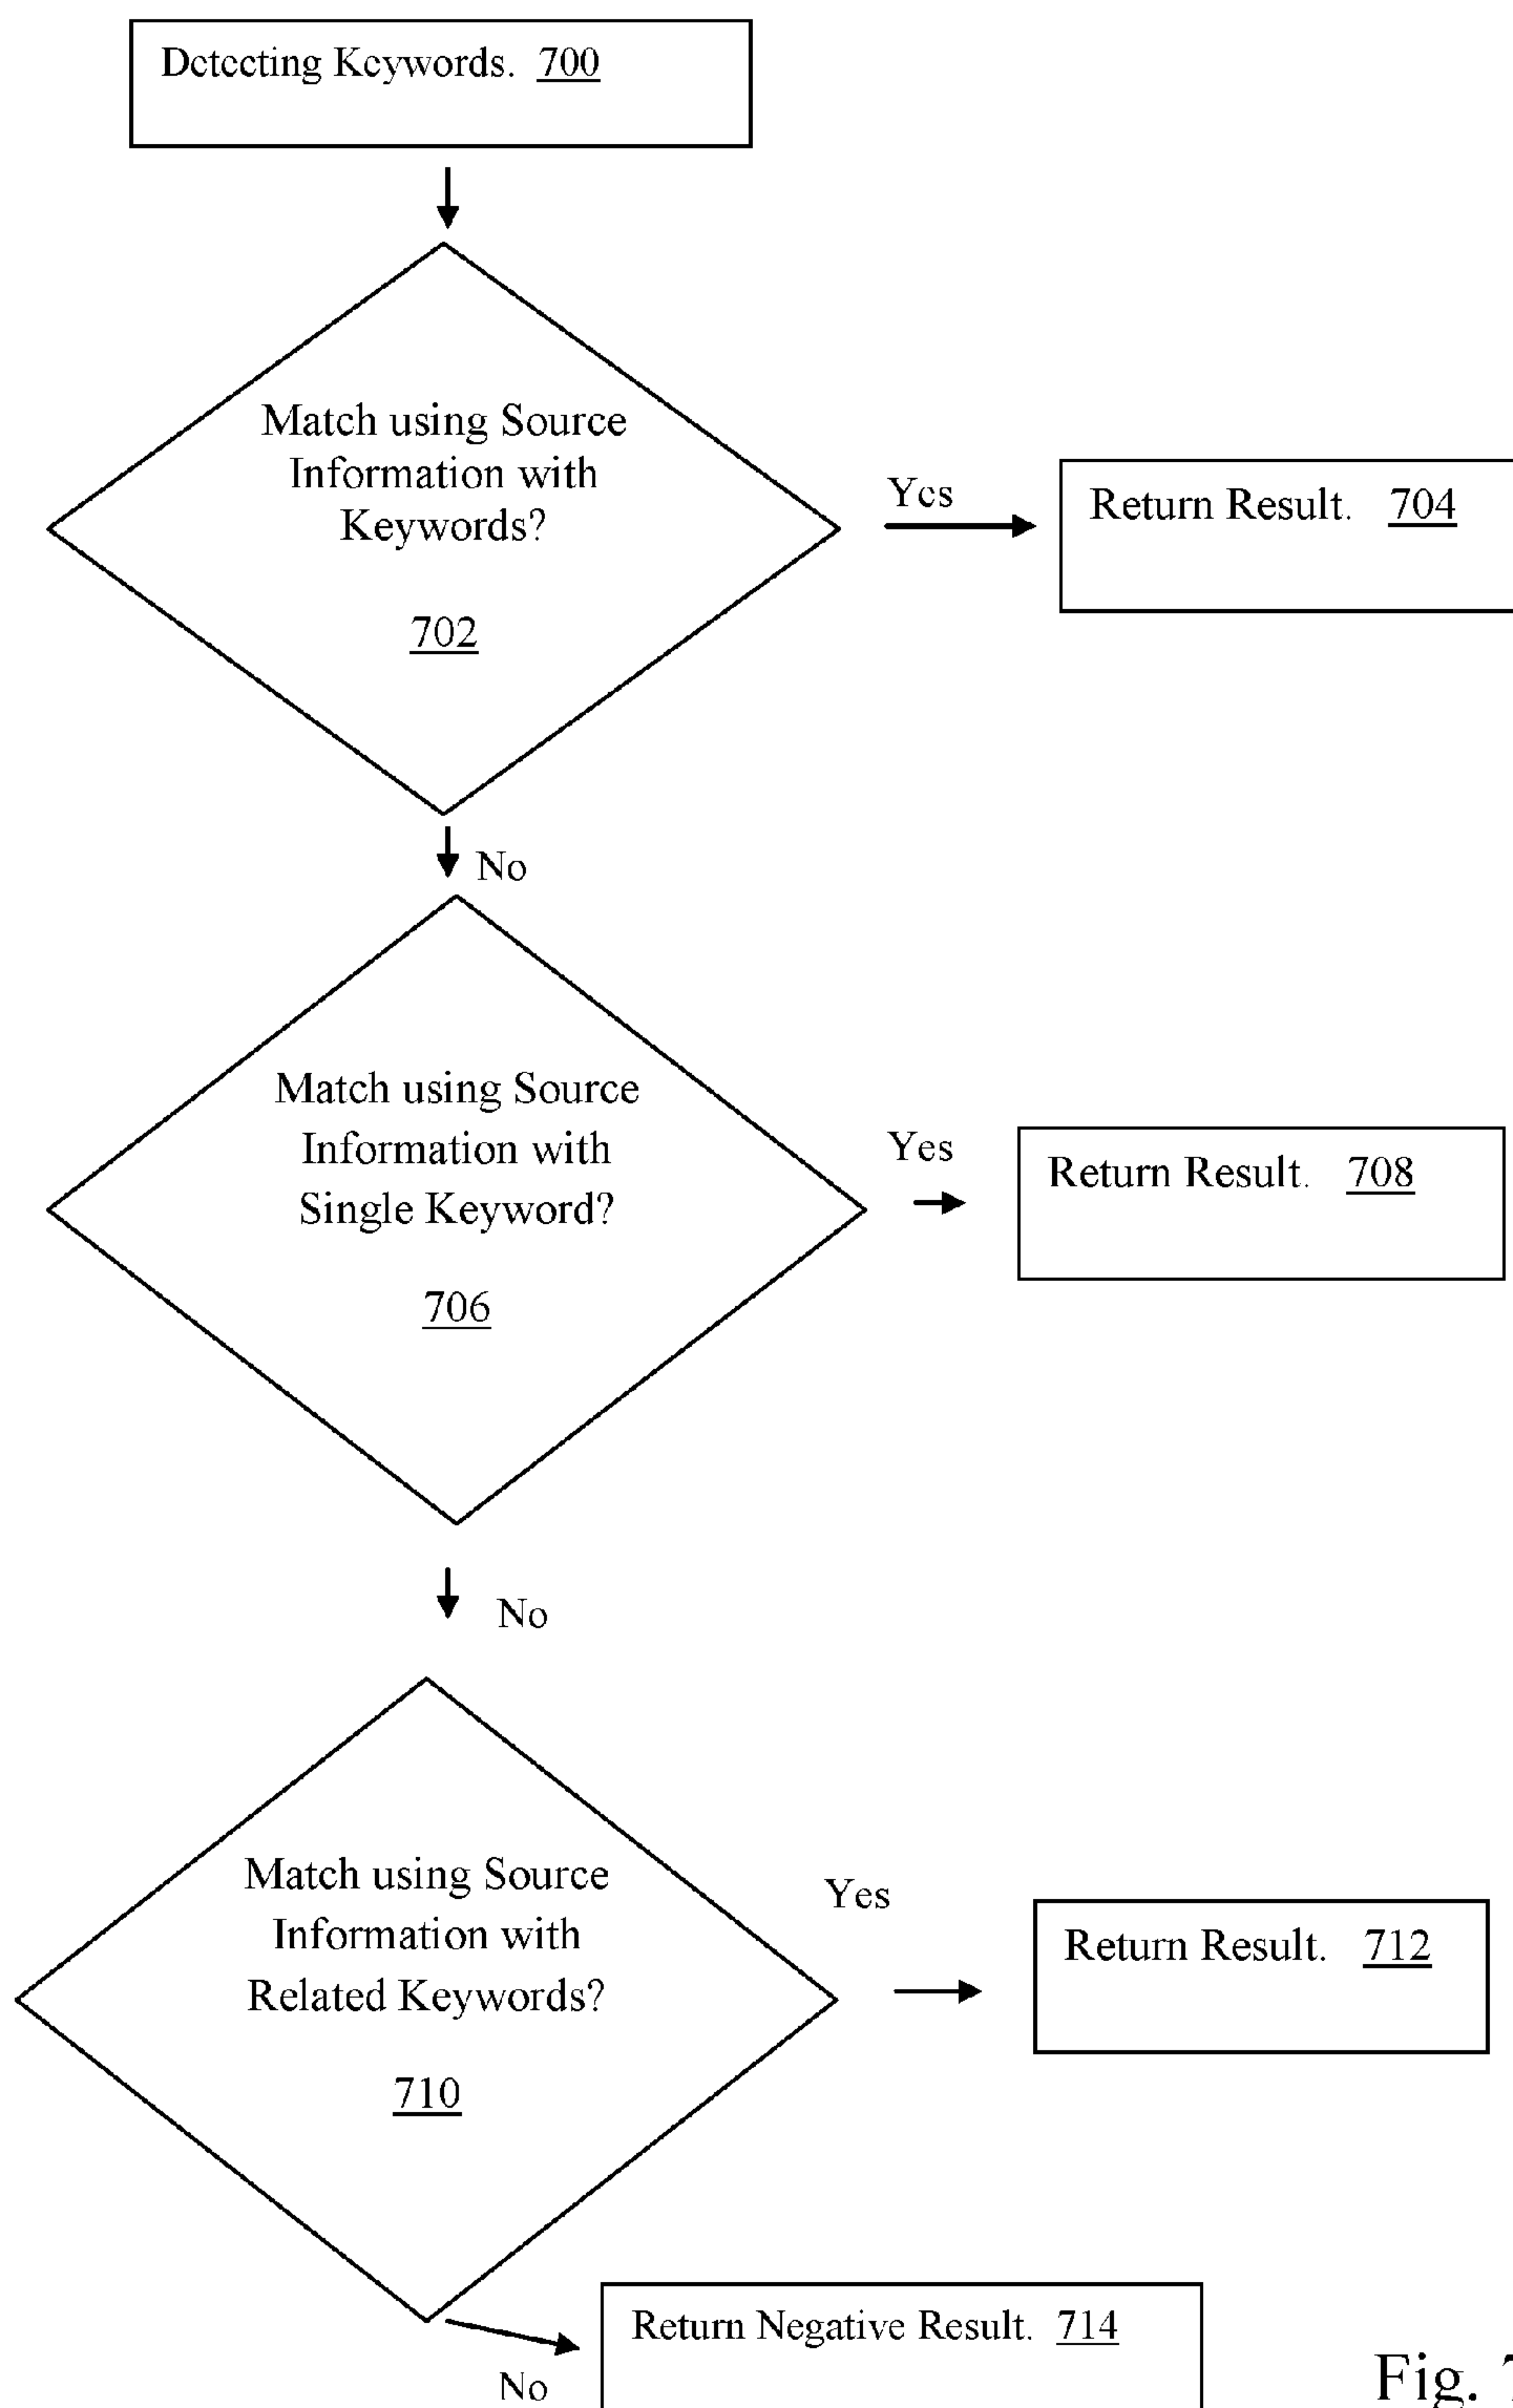 Detecting Keywords. 700
Match using Source
Information with
Keywords?
702
Yes
Return Result. 704
No
Match using Source
Information with
Single Keyword?
706
Yes
Return Result. 708
No
Match using Source
Information with
Related Keywords?
710
Yes
Return Result. 712
Return Negative Result. 714
No
Fig.